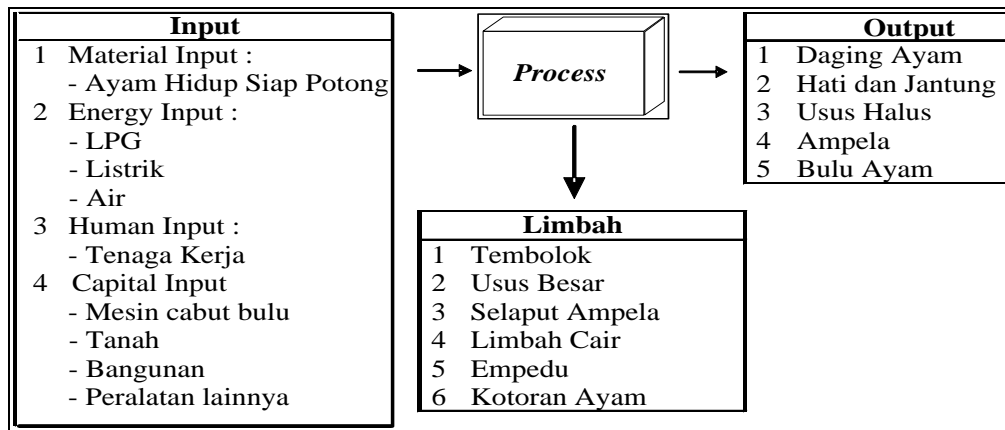 Input
1 Material Input :
- Ayam Hidup Siap Potong
2 Energy Input :
- LPG
- Listrik
- Air
3 Human Input :
- Tenaga Kerja
4 Capital Input
- Mesin cabut bulu
- Tanah
- Bangunan
- Peralatan lainnya
Process
Output
1 Daging Ayam
2 Hati dan Jantung
3 Usus Halus
4 Ampela
5 Bulu Ayam
Limbah
1 Tembolok
2 Usus Besar
3 Selaput Ampela
4 Limbah Cair
5 Empedu
6 Kotoran Ayam